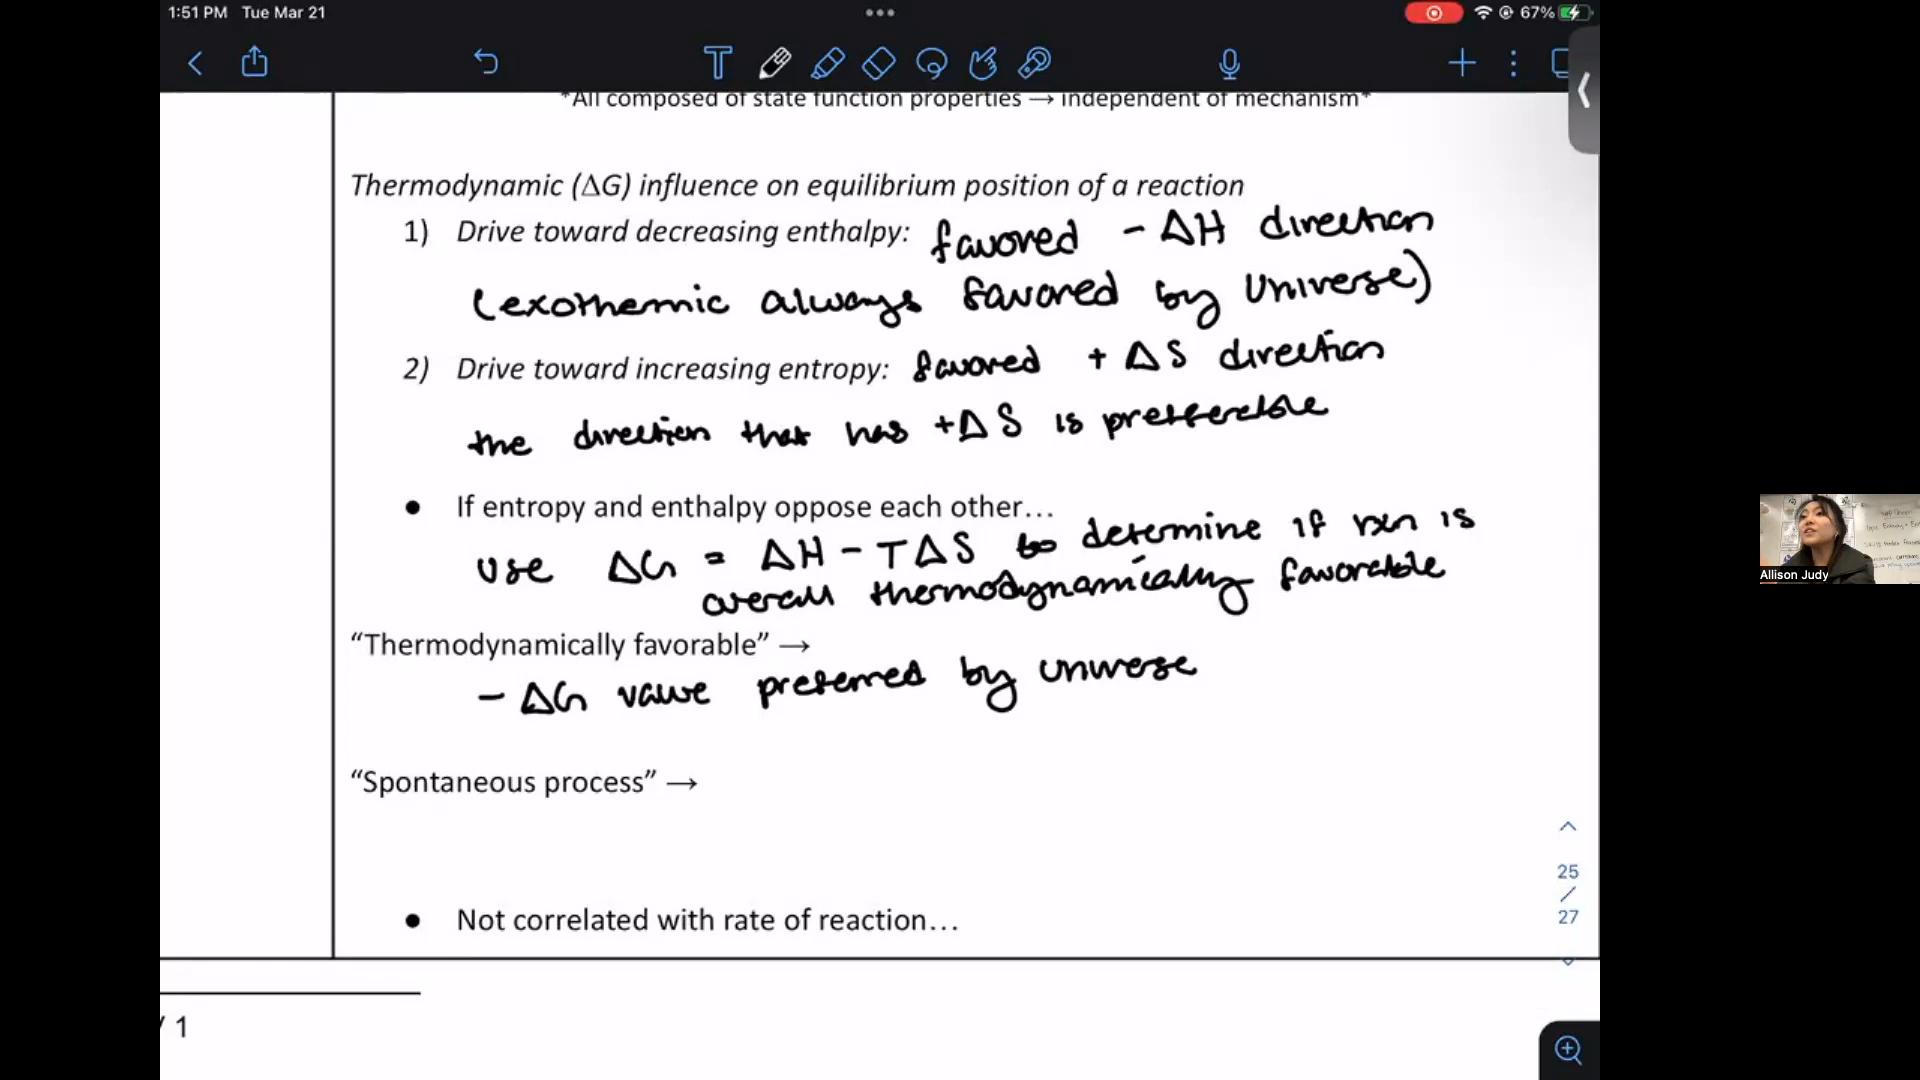 1:51 PM Tue Mar 21
67%
*All composed of state function properties → independent of mechanism*
Thermodynamic (ΔG) influence on equilibrium position of a reaction
1) Drive toward decreasing enthalpy: favored - ΔH direction
(exothemic always favored by Universe)
2) Drive toward increasing entropy: favored + ΔS direction
the direction that has +ΔS is prefferable
• If entropy and enthalpy oppose each other...
use ΔG = ΔH - TΔS to determine if rxn is
overall thermodynamically favorable
“Thermodynamically favorable” →
- ΔG value preferred by universe
“Spontaneous process” →
• Not correlated with rate of reaction...
25
/
27
/ 1
Allison Judy